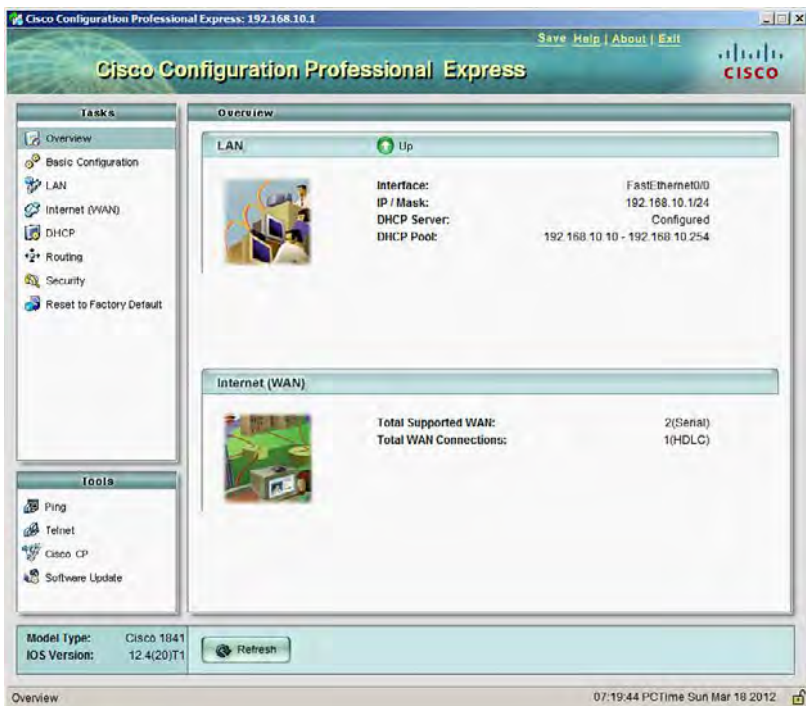 Cisco Configuration Professional Express: 192.168.10.1
Save Help | About | Exit
Cisco Configuration Professional Express
CISCO
Tasks
Overview
Basic Configuration
LAN
Internet (WAN)
DHCP
Routing
Security
Reset to Factory Default
Tools
Ping
Telnet
Cisco CP
Software Update
Overview
LAN Up
Interface: FastEthernet0/0
IP / Mask: 192.168.10.1/24
DHCP Server: Configured
DHCP Pool: 192.168.10.10 - 192.168.10.254
Internet (WAN)
Total Supported WAN: 2(Serial)
Total WAN Connections: 1(HDLC)
Model Type: Cisco 1841
IOS Version: 12.4(20)T1
Refresh
Overview 07:19:44 PCTime Sun Mar 18 2012